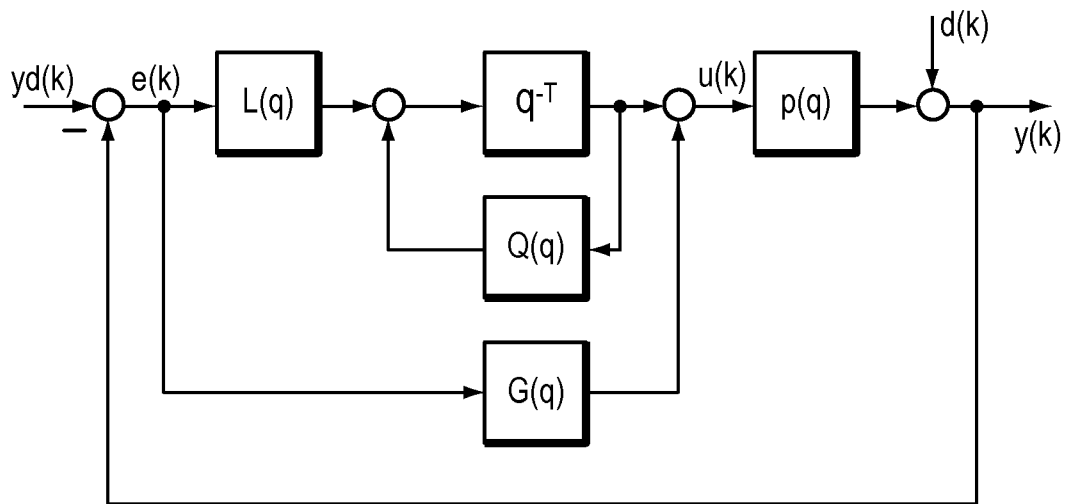 yd(k)
e(k)
L(q)
q-T
u(k)
p(q)
d(k)
y(k)
–
Q(q)
G(q)